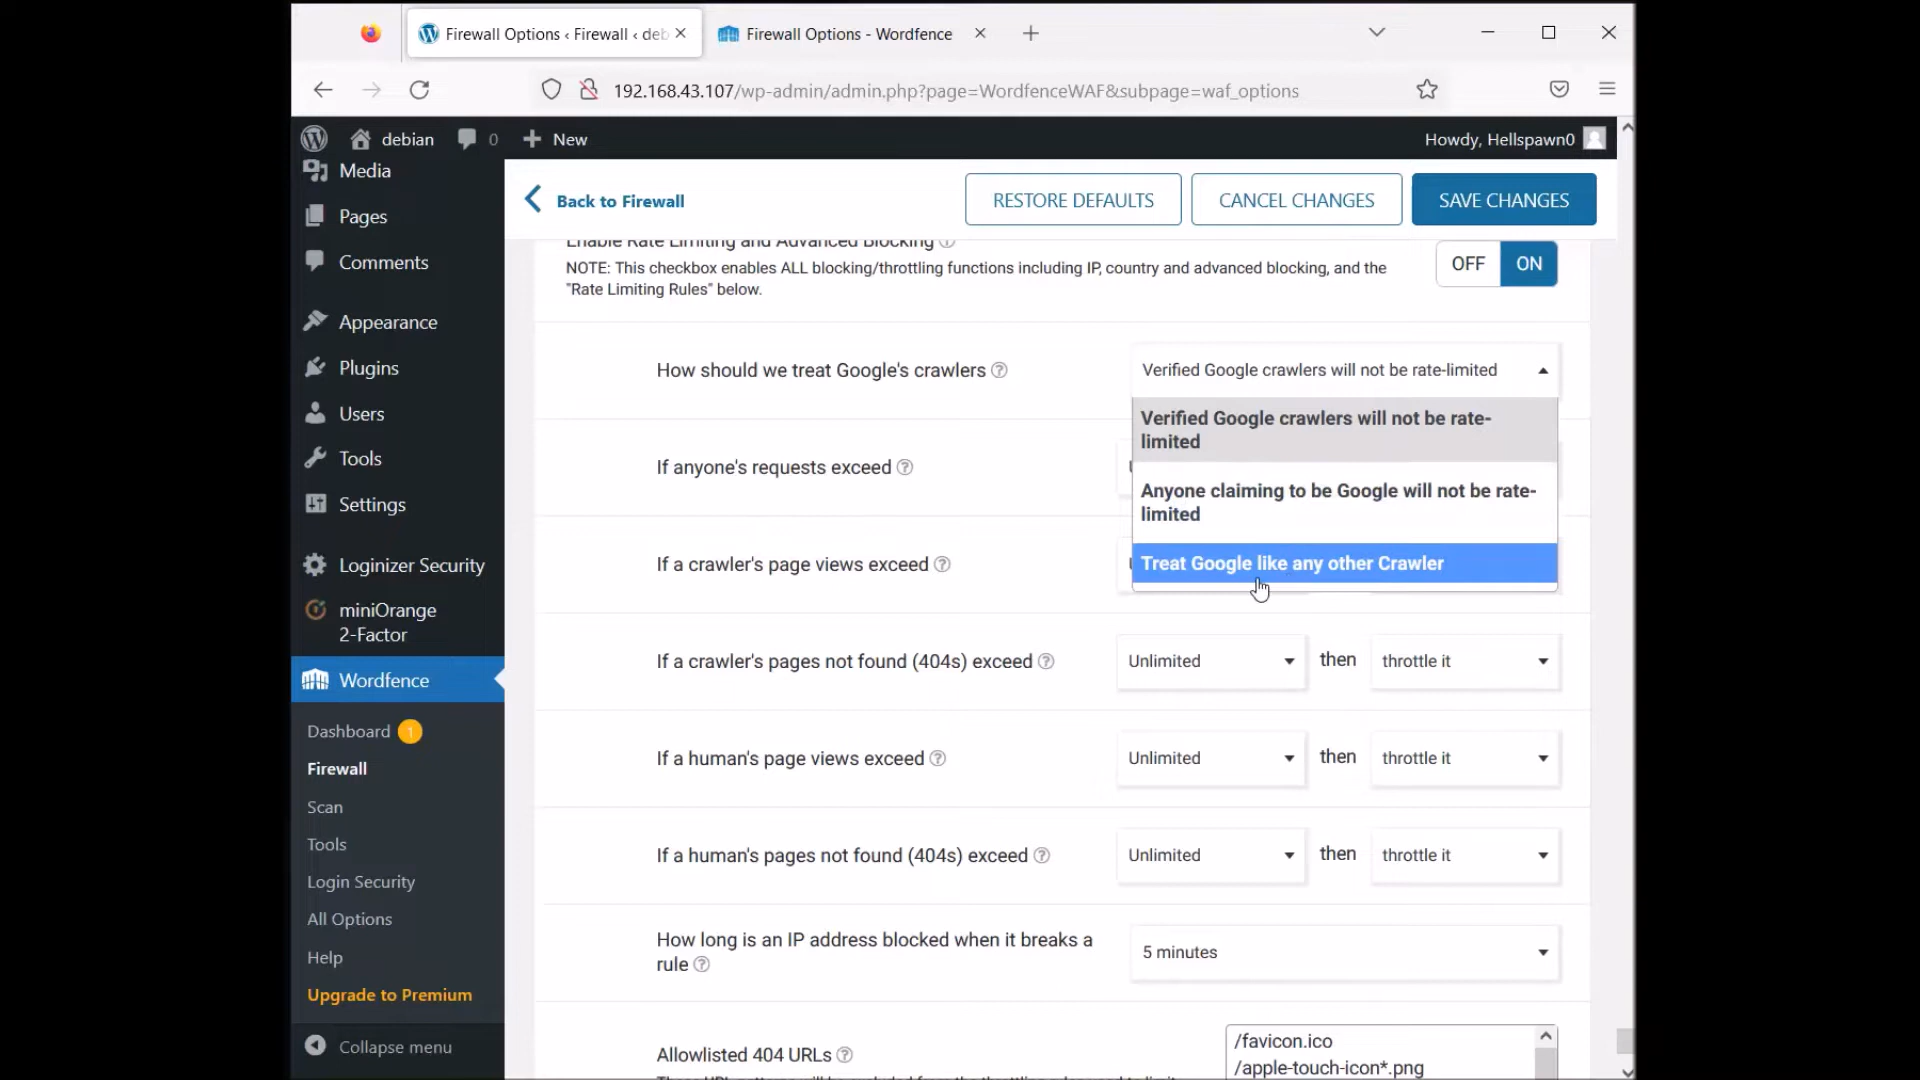 Firewall Options ‹ Firewall ‹ deb
Firewall Options - Wordfence
192.168.43.107/wp-admin/admin.php?page=WordfenceWAF&subpage=waf_options
debian
0
New
Howdy, Hellspawn0
Media
Pages
Comments
Appearance
Plugins
Users
Tools
Settings
Loginizer Security
miniOrange
2-Factor
Wordfence
Dashboard 1
Firewall
Scan
Tools
Login Security
All Options
Help
Upgrade to Premium
Collapse menu
Back to Firewall
RESTORE DEFAULTS
CANCEL CHANGES
SAVE CHANGES
Enable Rate Limiting and Advanced Blocking
NOTE: This checkbox enables ALL blocking/throttling functions including IP, country and advanced blocking, and the
"Rate Limiting Rules" below.
OFF ON
How should we treat Google's crawlers
Verified Google crawlers will not be rate-limited
Verified Google crawlers will not be rate-
limited
Anyone claiming to be Google will not be rate-
limited
Treat Google like any other Crawler
If anyone's requests exceed
If a crawler's page views exceed
If a crawler's pages not found (404s) exceed
Unlimited then throttle it
If a human's page views exceed
Unlimited then throttle it
If a human's pages not found (404s) exceed
Unlimited then throttle it
How long is an IP address blocked when it breaks a
rule
5 minutes
Allowlisted 404 URLs
/favicon.ico
/apple-touch-icon*.png